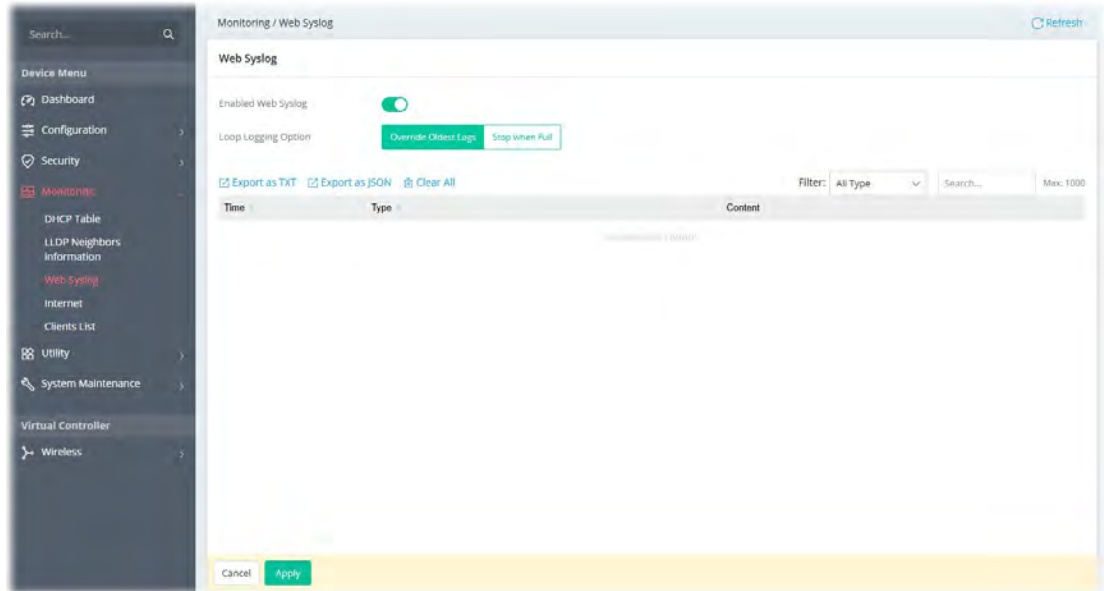 Search...
Device Menu
Dashboard
Configuration
Security
Monitoring
DHCP Table
LLDP Neighbors
Information
Web Syslog
Internet
Clients List
Utility
System Maintenance
Virtual Controller
Wireless
Monitoring / Web Syslog
Refresh
Web Syslog
Enabled Web Syslog
Loop Logging Option
Override Oldest Logs
Stop when Full
Export as TXT
Export as JSON
Clear All
Filter:
All Type
Search...
Max. 1000
Time
Type
Content
Cancel
Apply